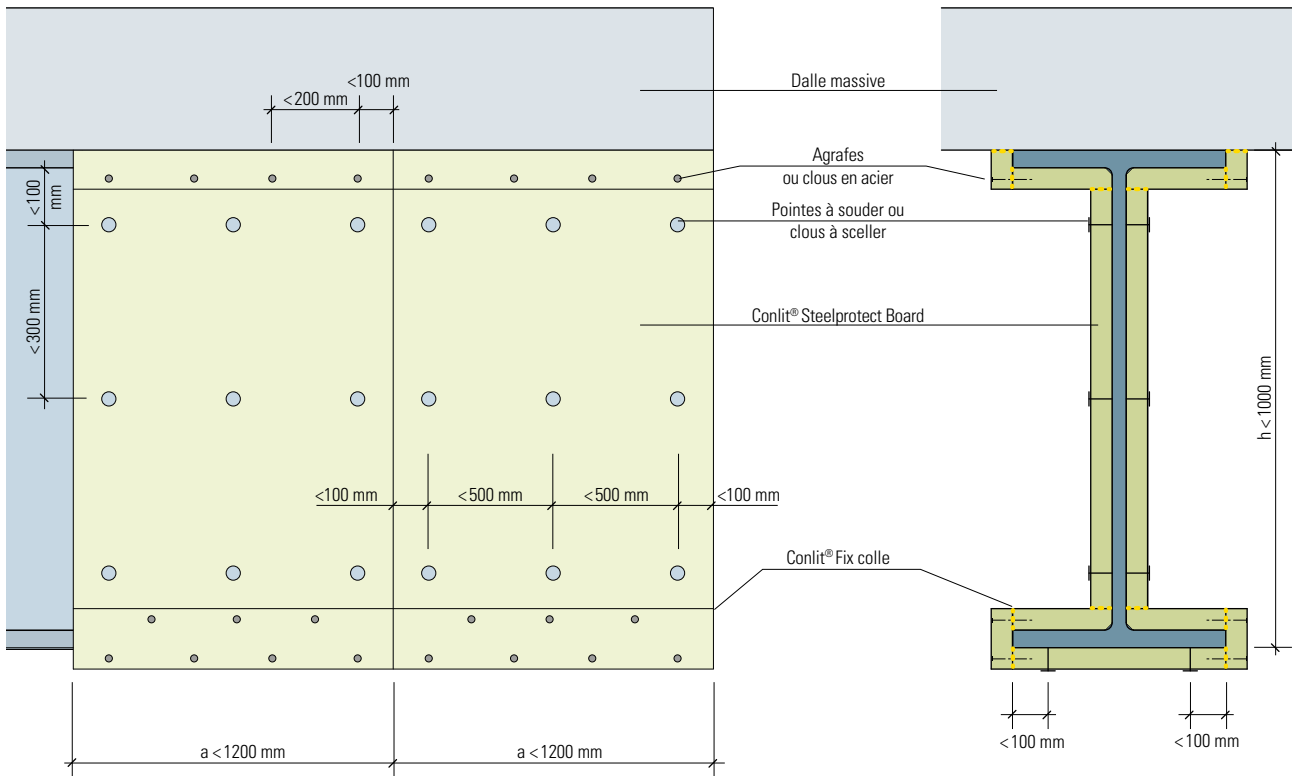 <100 mm
<200 mm
Dalle massive
Agrafes
ou clous en acier
<100
mm
Pointes à souder ou
clous à sceller
<300 mm
Conlit® Steelprotect Board
h <1000 mm
<100 mm
<500 mm
<500 mm
<100 mm
Conlit® Fix colle
<100 mm
<100 mm
a <1200 mm
a <1200 mm